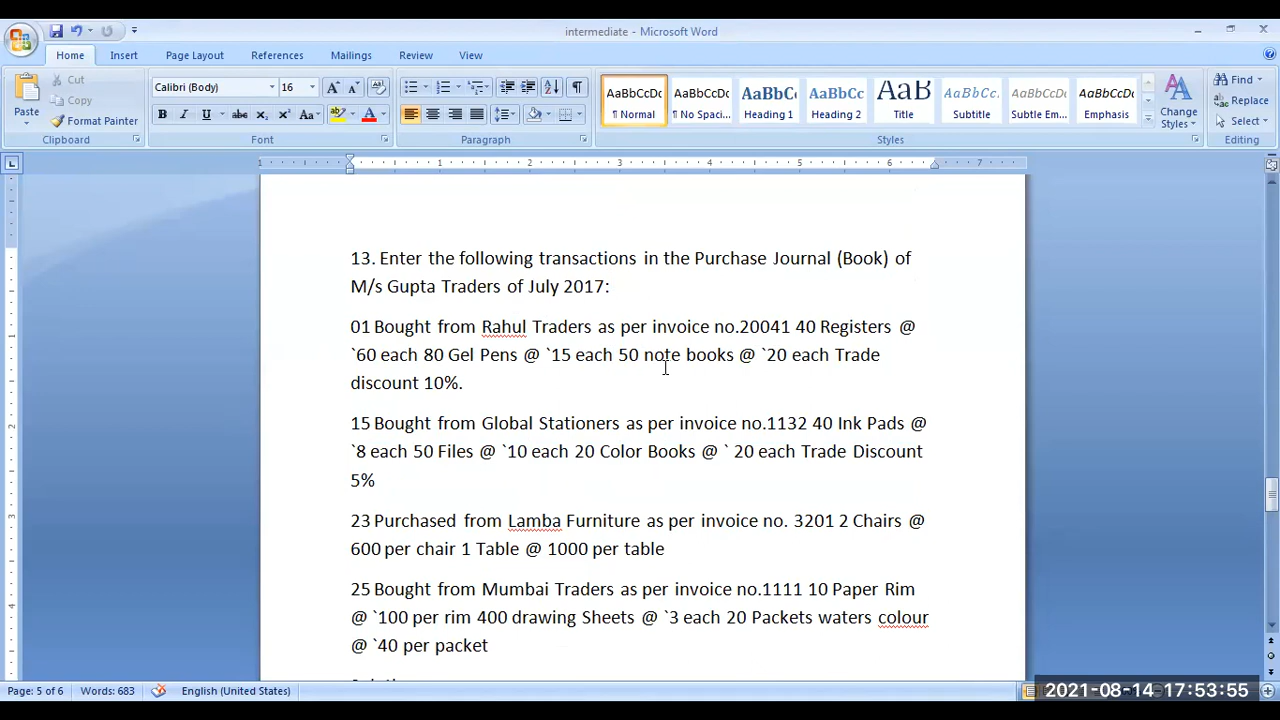 intermediate - Microsoft Word
Home Insert Page Layout References Mailings Review View
Paste
Cut
Copy
Format Painter
Clipboard
Calibri (Body) 16
Font
Paragraph
AaBbCcDc AaBbCcDc AaBbC AaBbCc AaB AaBbCc. AaBbCcDc AaBbCcDc
¶ Normal ¶ No Spaci... Heading 1 Heading 2 Title Subtitle Subtle Em... Emphasis
Change Styles
Styles
Find
Replace
Select
Editing
1 1 2 3 4 5 6 7
13. Enter the following transactions in the Purchase Journal (Book) of
M/s Gupta Traders of July 2017:
01 Bought from Rahul Traders as per invoice no.20041 40 Registers @
`60 each 80 Gel Pens @ `15 each 50 note books @ `20 each Trade
discount 10%.
15 Bought from Global Stationers as per invoice no.1132 40 Ink Pads @
`8 each 50 Files @ `10 each 20 Color Books @ ` 20 each Trade Discount
5%
23 Purchased from Lamba Furniture as per invoice no. 3201 2 Chairs @
600 per chair 1 Table @ 1000 per table
25 Bought from Mumbai Traders as per invoice no.1111 10 Paper Rim
@ `100 per rim 400 drawing Sheets @ `3 each 20 Packets waters colour
@ `40 per packet
Page: 5 of 6 Words: 683 English (United States)
2021-08-14 17:53:55